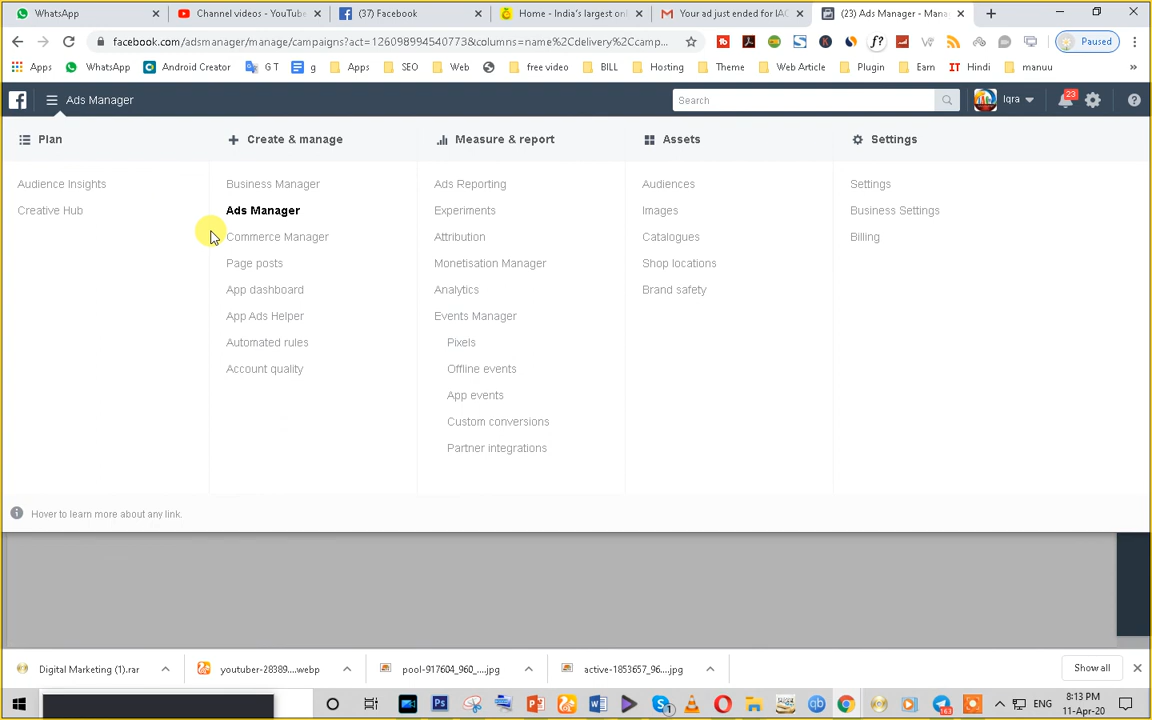 WhatsApp
Channel videos - YouTube
(37) Facebook
Home - India's largest onl
Your ad just ended for IAC
(23) Ads Manager - Mana
facebook.com/adsmanager/manage/campaigns?act=126098994540773&columns=name%2Cdelivery%2Ccamp...
Paused
Apps
WhatsApp
Android Creator
G T
g
Apps
SEO
Web
free video
BILL
Hosting
Theme
Web Article
Plugin
Earn
IT Hindi
manuu
Ads Manager
Search
Iqra
23
Plan
Create & manage
Measure & report
Assets
Settings
Audience Insights
Creative Hub
Business Manager
Ads Manager
Commerce Manager
Page posts
App dashboard
App Ads Helper
Automated rules
Account quality
Ads Reporting
Experiments
Attribution
Monetisation Manager
Analytics
Events Manager
Pixels
Offline events
App events
Custom conversions
Partner integrations
Audiences
Images
Catalogues
Shop locations
Brand safety
Settings
Business Settings
Billing
Hover to learn more about any link.
Digital Marketing (1).rar
youtuber-28389....webp
pool-917604_960_....jpg
active-1853657_96....jpg
Show all
ENG
8:13 PM
11-Apr-20